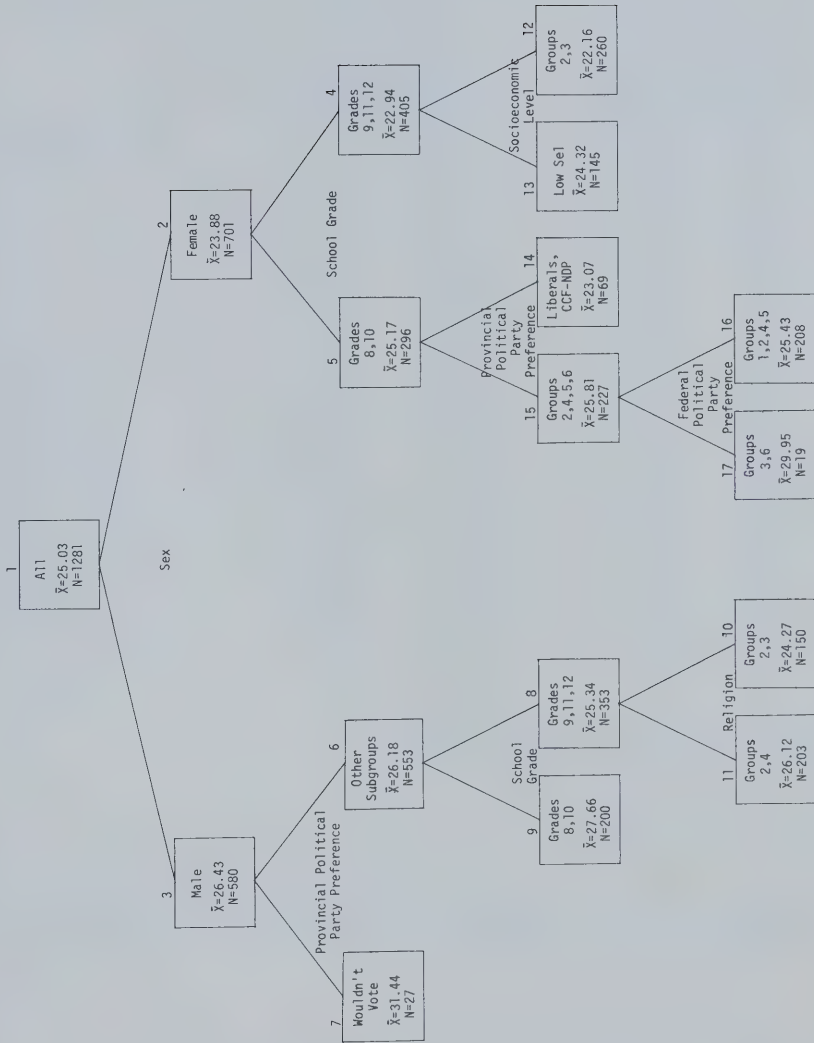 1
All
X̄=25.03
N=1281
Sex
2
Female
X̄=23.88
N=701
3
Male
X̄=26.43
N=580
School Grade
4
Grades
9,11,12
X̄=22.94
N=405
5
Grades
8,10
X̄=25.17
N=296
Provincial Political
Party Preference
6
Other
Subgroups
X̄=26.18
N=553
7
Wouldn't
Vote
X̄=31.44
N=27
Socioeconomic
Level
12
Groups
2,3
X̄=22.16
N=260
13
Low Sel
X̄=24.32
N=145
Provincial
Political
Party
Preference
14
Liberals,
CCF-NDP
X̄=23.07
N=69
15
Groups
2,4,5,6
X̄=25.81
N=227
School
Grade
8
Grades
9,11,12
X̄=25.34
N=353
9
Grades
8,10
X̄=27.66
N=200
Federal
Political
Party
Preference
16
Groups
1,2,4,5
X̄=25.43
N=208
17
Groups
3,6
X̄=29.95
N=19
Religion
10
Groups
2,3
X̄=24.27
N=150
11
Groups
2,4
X̄=26.12
N=203